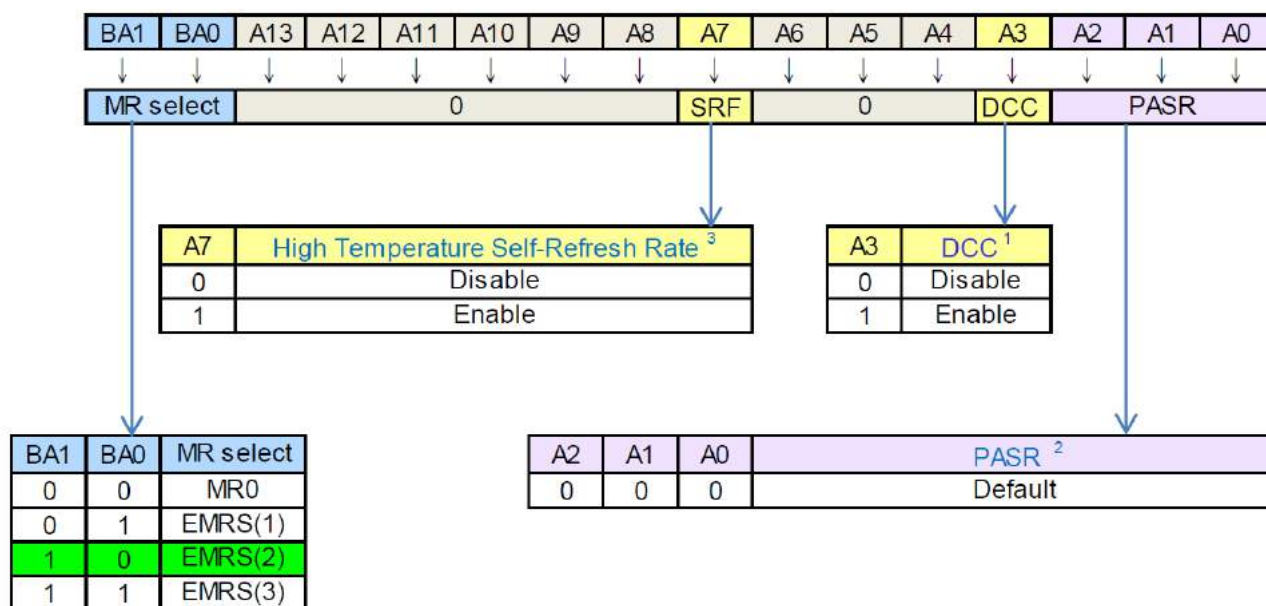 BA1 BA0 A13 A12 A11 A10 A9 A8 A7 A6 A5 A4 A3 A2 A1 A0
MR select 0 SRF 0 DCC PASR
A7 High Temperature Self-Refresh Rate 3
0 Disable
1 Enable
A3 DCC 1
0 Disable
1 Enable
BA1 BA0 MR select
0 0 MR0
0 1 EMRS(1)
1 0 EMRS(2)
1 1 EMRS(3)
A2 A1 A0 PASR 2
0 0 0 Default